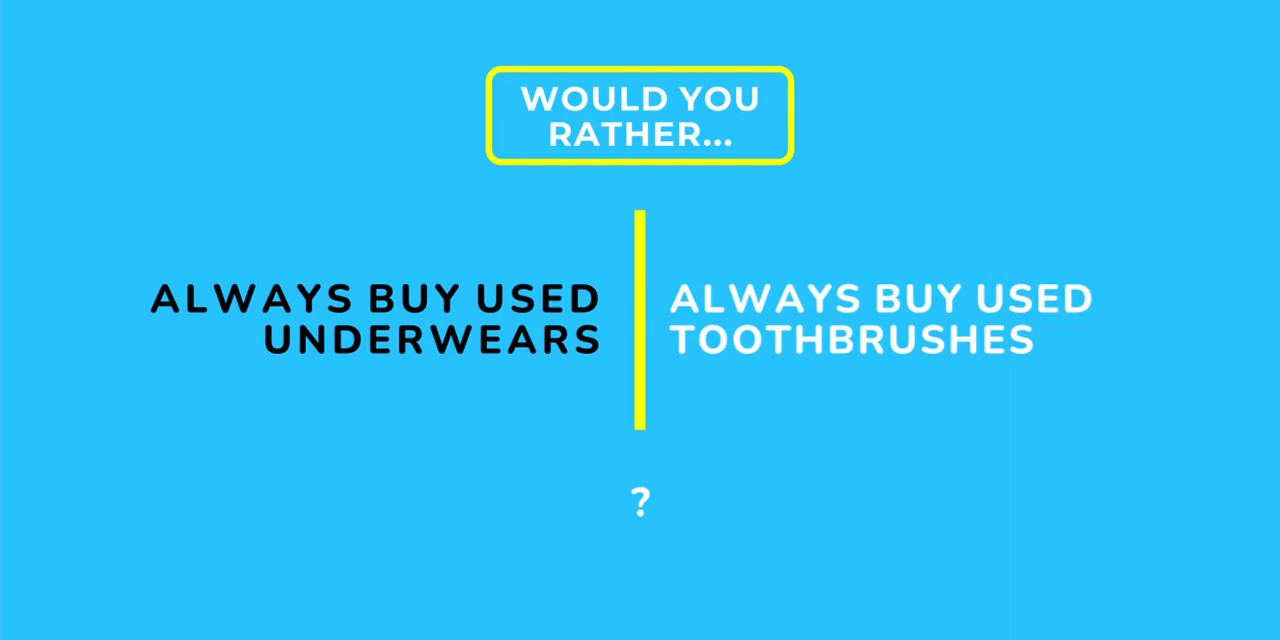 WOULD YOU
RATHER...
ALWAYS BUY USED
UNDERWEARS
ALWAYS BUY USED
TOOTHBRUSHES
?